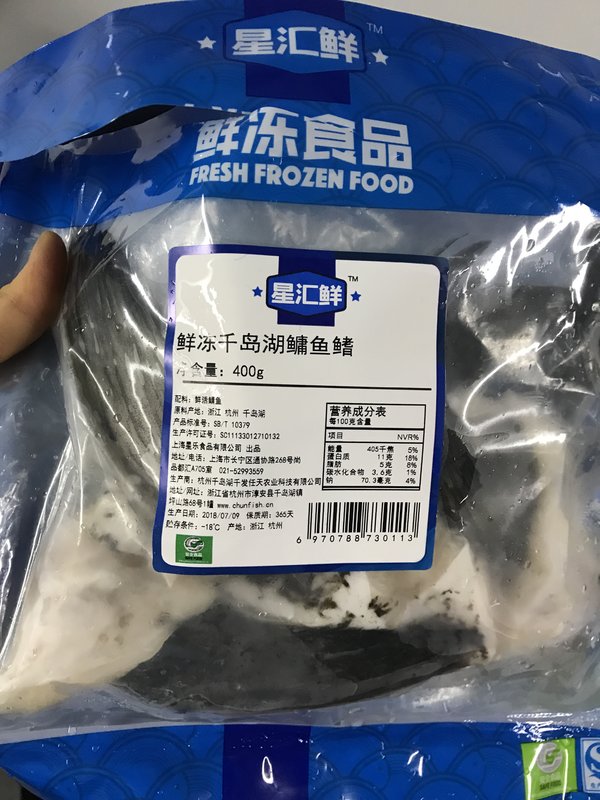 星汇鲜 TM
鲜冻食品
FRESH FROZEN FOOD
星汇鲜 TM
鲜冻千岛湖鳙鱼鳍
净含量：400g
配料：鲜活鳙鱼
原料产地：浙江 杭州 千岛湖
产品标准号：SB/T 10379
生产许可证号：SC11133012710132
上海星乐食品有限公司 出品
地址/电话：上海市长宁区通协路268号尚
品都汇A705室 021-52993559
生产商：杭州千岛湖千发任天农业科技有限公司
地址/网址：浙江省杭州市淳安县千岛湖镇
坪山路68号1幢 www.chunfish.cn
生产日期：2018/07/09 保质期：365天
贮存条件：-18℃ 产地：浙江 杭州
营养成分表
每100克含量
项目 NVR%
能量 405千焦 5%
蛋白质 11克 18%
脂肪 5克 8%
碳水化合物 3.6克 1%
钠 70.3毫克 4%
6 970788 730113